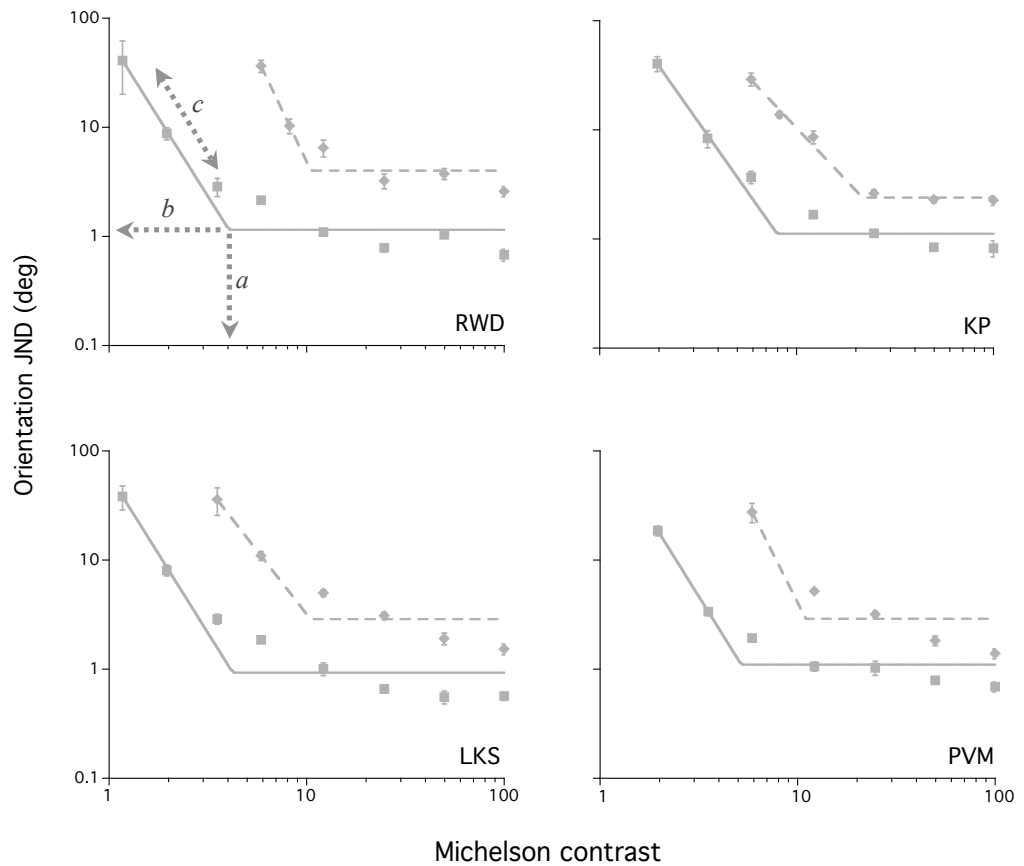 100
10
1
0.1
c
b
a
RWD
KP
Orientation JND (deg)
100
10
1
0.1
LKS
PVM
1
10
100
1
10
100
Michelson contrast